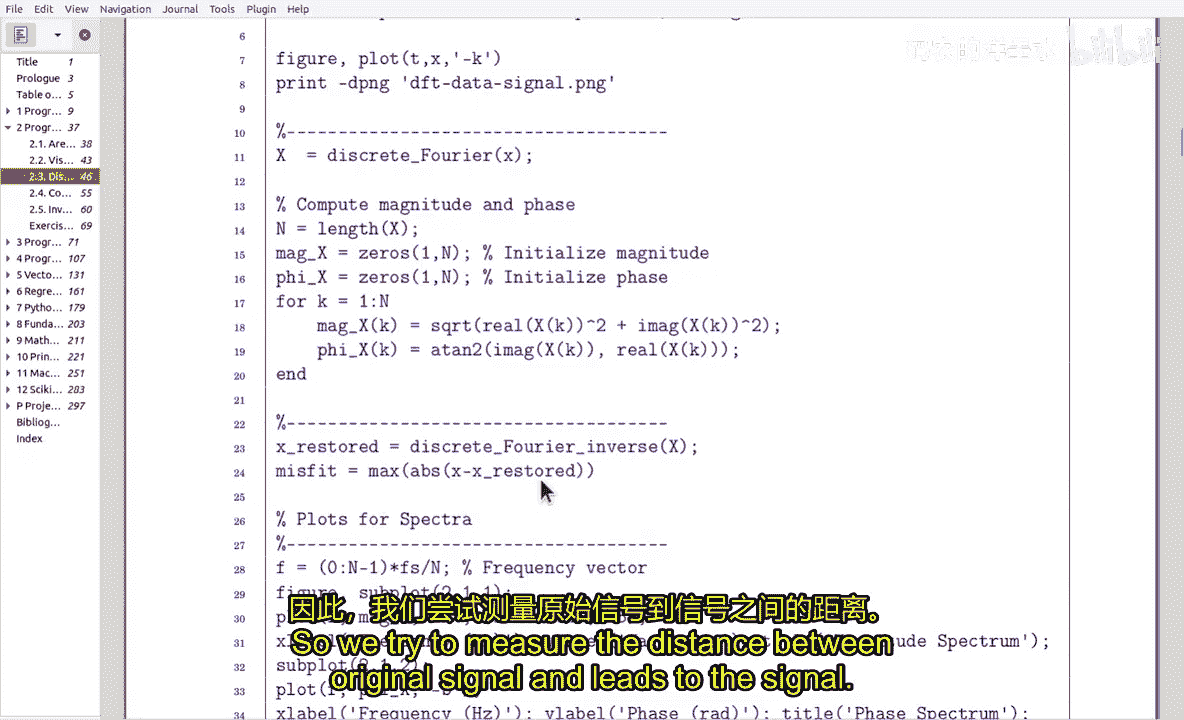 File Edit View Navigation Journal Tools Plugin Help
Title 1
Prologue 3
Table o... 5
1 Progr... 9
2 Progr... 37
2.1. Are... 38
2.2. Vis... 43
2.3. Dis... 46
2.4. Co... 55
2.5. Inv... 60
Exercis... 69
3 Progr... 71
4 Progr... 107
5 Vecto... 131
6 Regre... 161
7 Pytho... 179
8 Funda... 203
9 Math... 211
10 Prin... 221
11 Mac... 251
12 Sciki... 283
P Proje... 297
Bibliog...
Index
6
7 figure, plot(t,x,'-k')
8 print -dpng 'dft-data-signal.png'
9
10 %-------------------------------------
11 X = discrete_Fourier(x);
12
13 % Compute magnitude and phase
14 N = length(X);
15 mag_X = zeros(1,N); % Initialize magnitude
16 phi_X = zeros(1,N); % Initialize phase
17 for k = 1:N
18 mag_X(k) = sqrt(real(X(k))^2 + imag(X(k))^2);
19 phi_X(k) = atan2(imag(X(k)), real(X(k)));
20 end
21
22 %-------------------------------------
23 x_restored = discrete_Fourier_inverse(X);
24 misfit = max(abs(x-x_restored))
25
26 % Plots for Spectra
27 %-------------------------------------
28 f = (0:N-1)*fs/N; % Frequency vector
29 figure, subplot(2,1,1);
30
31 ude Spectrum');
32 subplot(2,1,2)
33 plot(f,
34 xlabel('Frequency (Hz)'); ylabel('Phase (rad)'); title('Phase Spectrum');
因此，我们尝试测量原始信号到信号之间的距离。
So we try to measure the distance between
original signal and leads to the signal.
bilibili